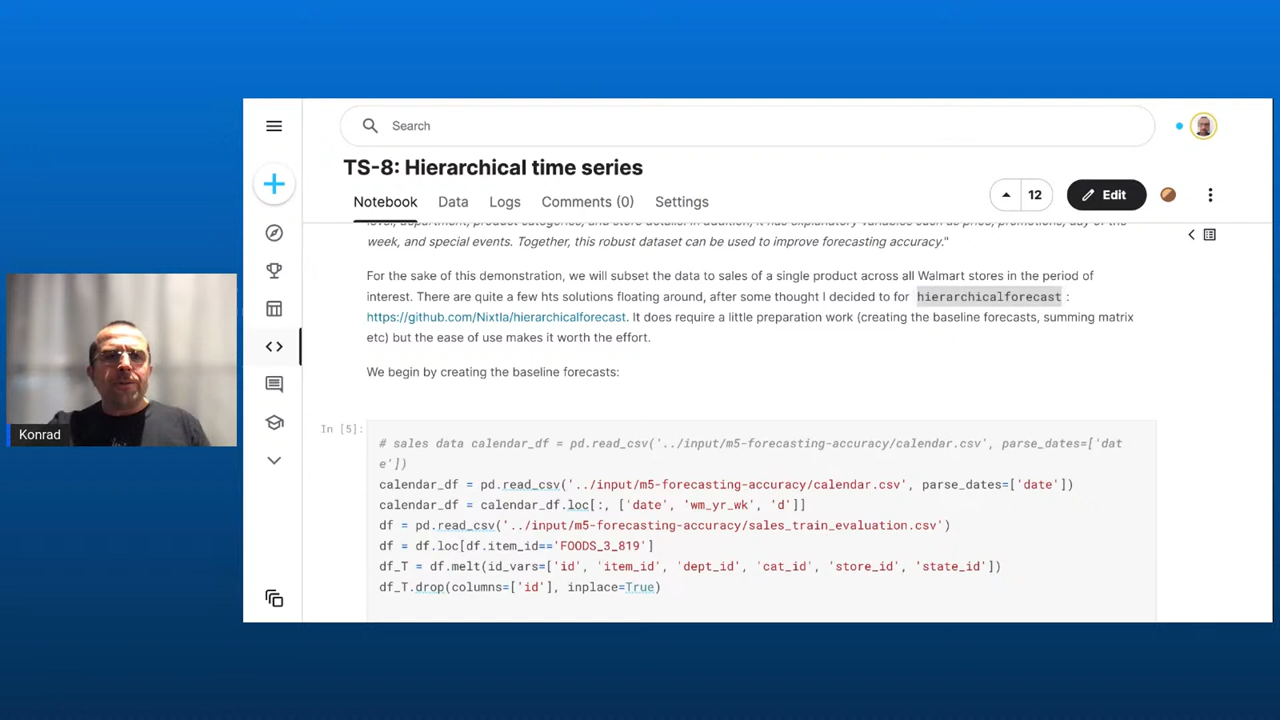 Search
TS-8: Hierarchical time series
12
Edit
Notebook
Data
Logs
Comments (0)
Settings
week, and special events. Together, this robust dataset can be used to improve forecasting accuracy."
For the sake of this demonstration, we will subset the data to sales of a single product across all Walmart stores in the period of
interest. There are quite a few hts solutions floating around, after some thought I decided to for hierarchicalforecast :
https://github.com/Nixtla/hierarchicalforecast. It does require a little preparation work (creating the baseline forecasts, summing matrix
etc) but the ease of use makes it worth the effort.
We begin by creating the baseline forecasts:
In [5]:
# sales data calendar_df = pd.read_csv('../input/m5-forecasting-accuracy/calendar.csv', parse_dates=['dat
e'])
calendar_df = pd.read_csv('../input/m5-forecasting-accuracy/calendar.csv', parse_dates=['date'])
calendar_df = calendar_df.loc[:, ['date', 'wm_yr_wk', 'd']]
df = pd.read_csv('../input/m5-forecasting-accuracy/sales_train_evaluation.csv')
df = df.loc[df.item_id=='FOODS_3_819']
df_T = df.melt(id_vars=['id', 'item_id', 'dept_id', 'cat_id', 'store_id', 'state_id'])
df_T.drop(columns=['id'], inplace=True)
Konrad